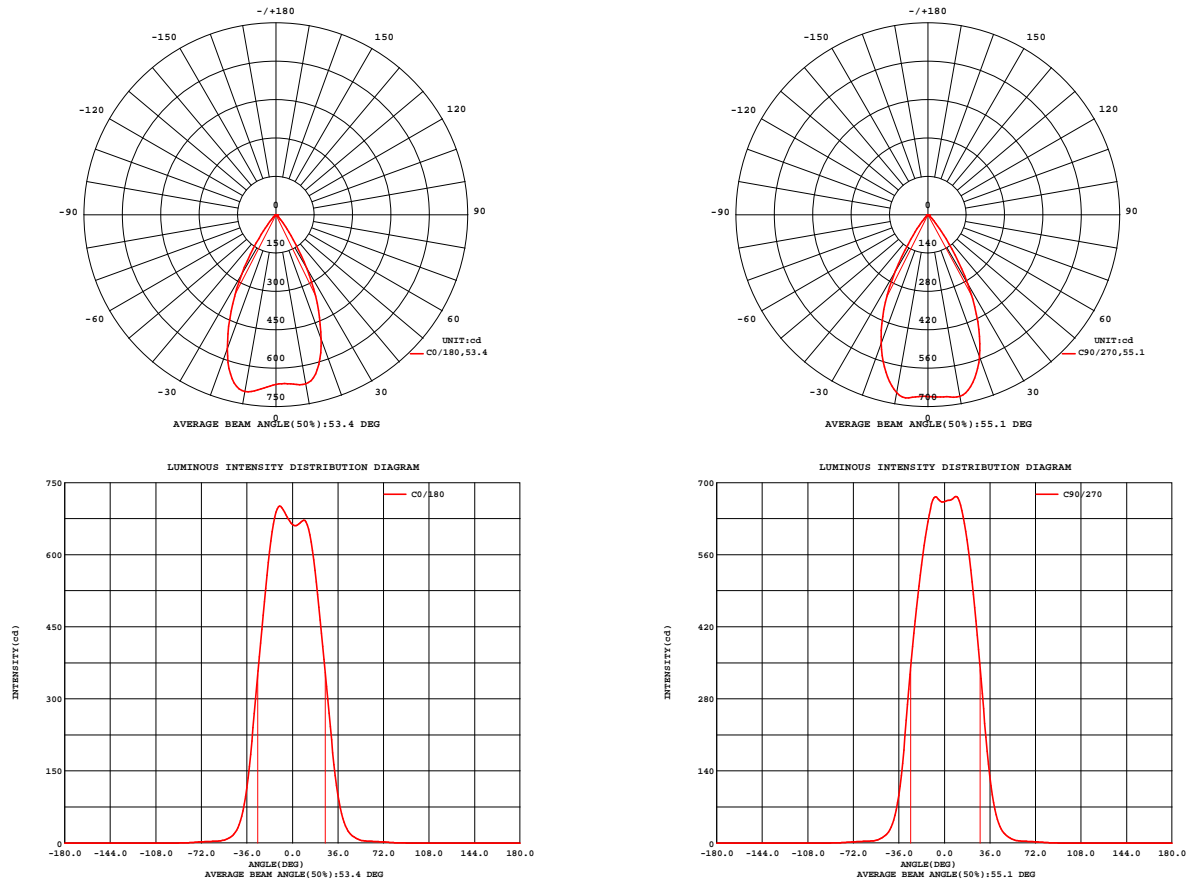 -/+180
-150 150
-120 120
-90 90
-60 60
-30 30
0
0
150
300
450
600
750
UNIT:cd
C0/180,53.4
AVERAGE BEAM ANGLE(50%):53.4 DEG
-/+180
-150 150
-120 120
-90 90
-60 60
-30 30
0
0
140
280
420
560
700
UNIT:cd
C90/270,55.1
AVERAGE BEAM ANGLE(50%):55.1 DEG
LUMINOUS INTENSITY DISTRIBUTION DIAGRAM
C0/180
INTENSITY(cd)
750
600
450
300
150
0
-180.0 -144.0 -108.0 -72.0 -36.0 0.0 36.0 72.0 108.0 144.0 180.0
ANGLE(DEG)
AVERAGE BEAM ANGLE(50%):53.4 DEG
LUMINOUS INTENSITY DISTRIBUTION DIAGRAM
C90/270
INTENSITY(cd)
700
560
420
280
140
0
-180.0 -144.0 -108.0 -72.0 -36.0 0.0 36.0 72.0 108.0 144.0 180.0
ANGLE(DEG)
AVERAGE BEAM ANGLE(50%):55.1 DEG